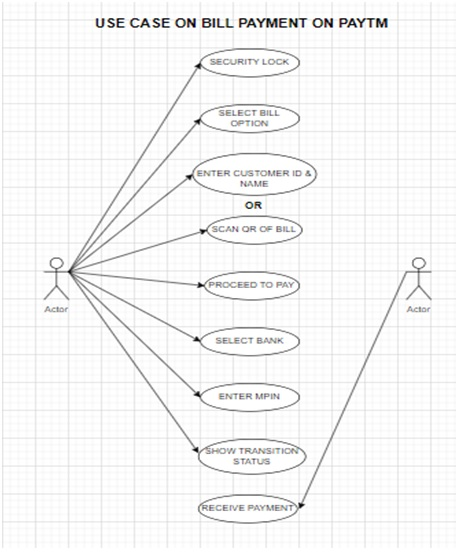 USE CASE ON BILL PAYMENT ON PAYTM
SECURITY LOCK
SELECT BILL
OPTION
ENTER CUSTOMER ID &
NAME
OR
SCAN QR OF BILL
PROCEED TO PAY
Actor
Actor
SELECT BANK
ENTER MPIN
SHOW TRANSITION
STATUS
RECEIVE PAYMENT